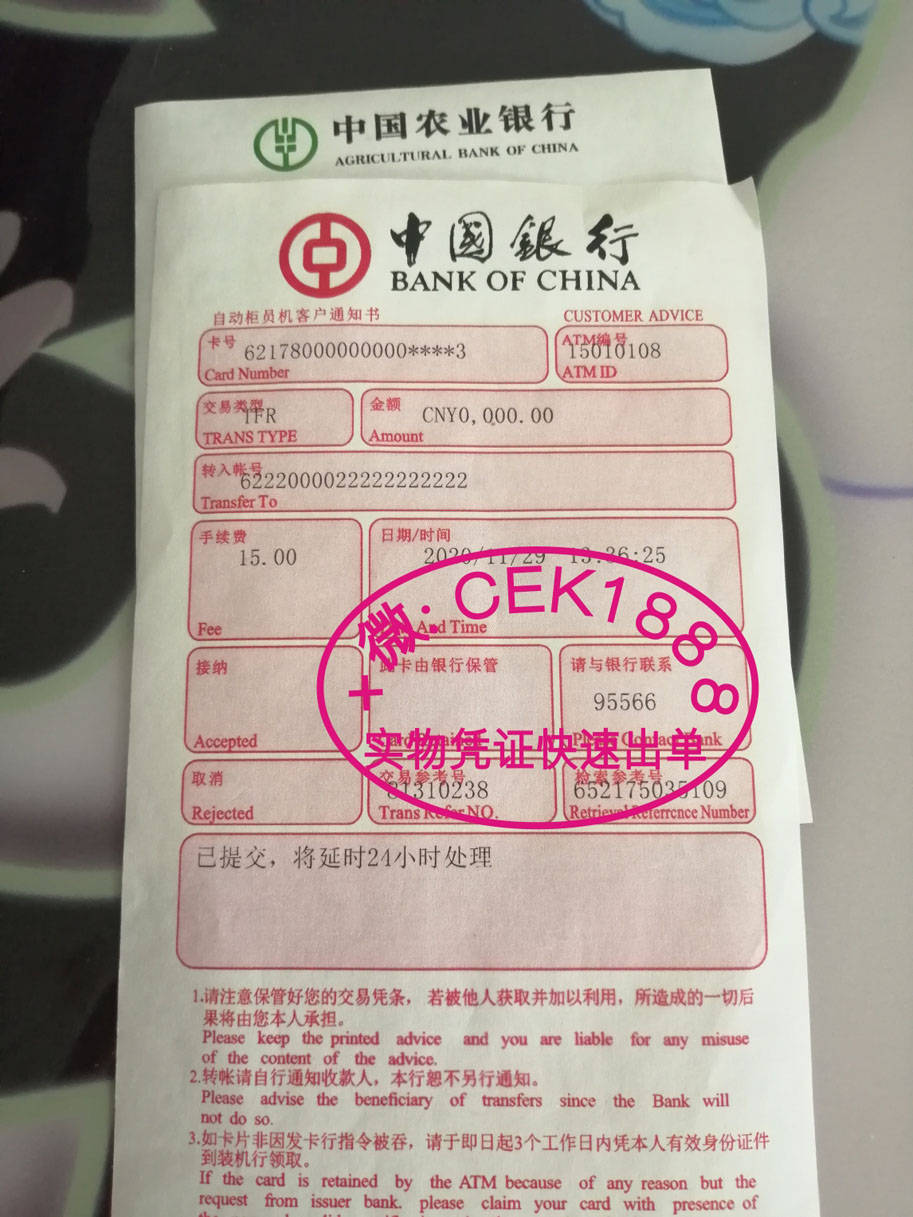 中国农业银行
AGRICULTURAL BANK OF CHINA
中國銀行
BANK OF CHINA
自动柜员机客户通知书 CUSTOMER ADVICE
卡号 62178000000000****3 Card Number
ATM编号 15010108 ATM ID
交易类型 TFR TRANS TYPE
金额 CNY0,000.00 Amount
转入帐号 6222000022222222222 Transfer To
手续费 15.00 Fee
日期/时间 2020/11/29 13:36:25 And Time
+微:CEK1888
接纳 Accepted
卡由银行保管
请与银行联系 95566
实物凭证快速出单
取消 Rejected
交易参考号 81310238 Trans Refer NO.
检索参考号 652175035109 Retrieval Referrcnce Number
已提交，将延时24小时处理
1.请注意保管好您的交易凭条， 若被他人获取并加以利用，所造成的一切后
果将由您本人承担。
Please keep the printed advice and you are liable for any misuse
of the content of the advice.
2.转帐请自行通知收款人，本行恕不另行通知。
Please advise the beneficiary of transfers since the Bank will
not do so.
3.如卡片非因发卡行指令被吞，请于即日起3个工作日内凭本人有效身份证件
到装机行领取。
If the card is retained by the ATM because of any reason but the
request from issuer bank. please claim your card with presence of